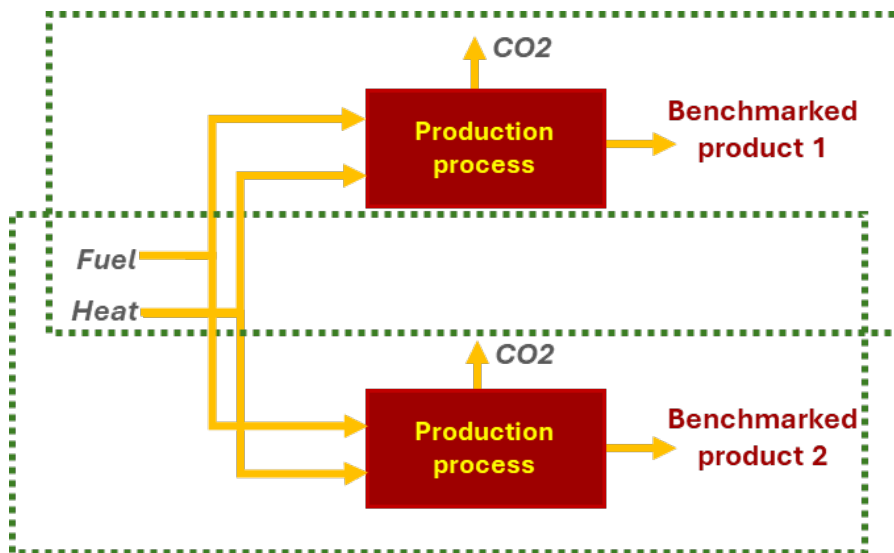 CO2
Production
process
Benchmarked
product 1
Fuel
Heat
CO2
Production
process
Benchmarked
product 2